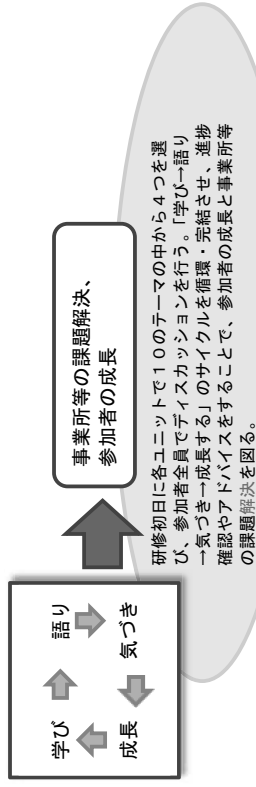 学び 語り
成長 気づき
事業所等の課題解決、
参加者の成長
研修初日に各ユニットで１０のテーマの中から４つを選
び、参加者全員でディスカッションを行う。「学び→語り
→気づき→成長する」のサイクルを循環・完結させ、進捗
確認やアドバイスをすることで、参加者の成長と事業所等
の課題解決を図る。